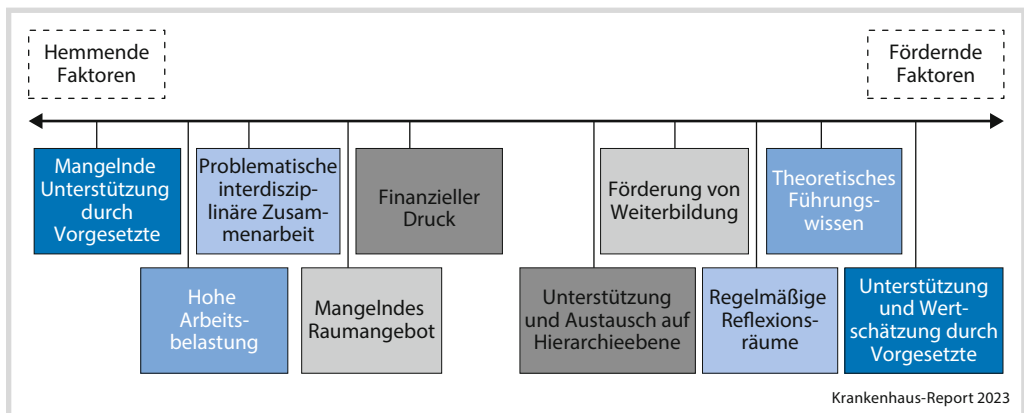 Hemmende
Faktoren
Fördernde
Faktoren
Mangelnde
Unterstützung
durch
Vorgesetzte
Problematische
interdiszip-
linäre Zusam-
menarbeit
Finanzieller
Druck
Förderung von
Weiterbildung
Theoretisches
Führungs-
wissen
Hohe
Arbeits-
belastung
Mangelndes
Raumangebot
Unterstützung
und Austausch auf
Hierarchieebene
Regelmäßige
Reflexions-
räume
Unterstützung
und Wert-
schätzung durch
Vorgesetzte
Krankenhaus-Report 2023